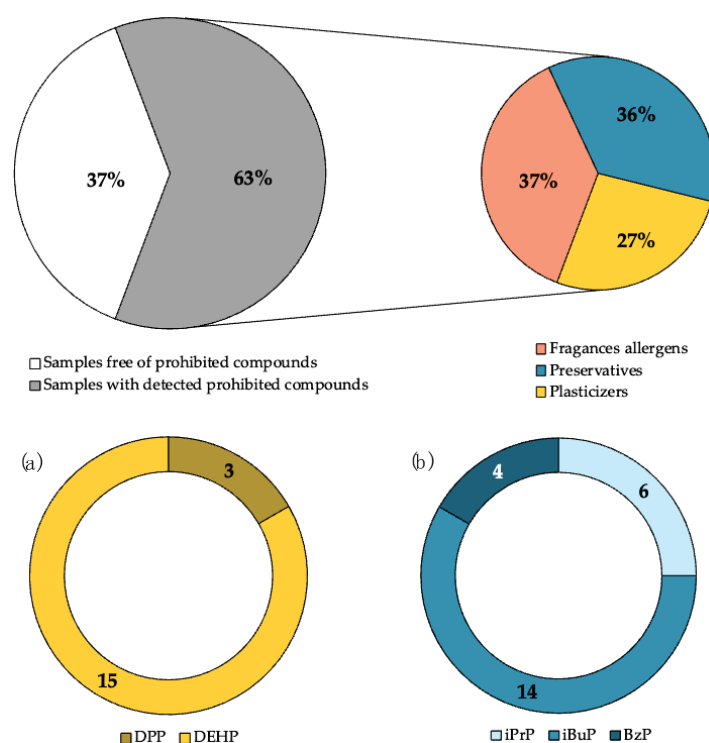 37%
63%
36%
37%
27%
Samples free of prohibited compounds
Samples with detected prohibited compounds
Fragances allergens
Preservatives
Plasticizers
(a)
3
15
DPP DEHP
(b)
4
6
14
iPrP iBuP BzP